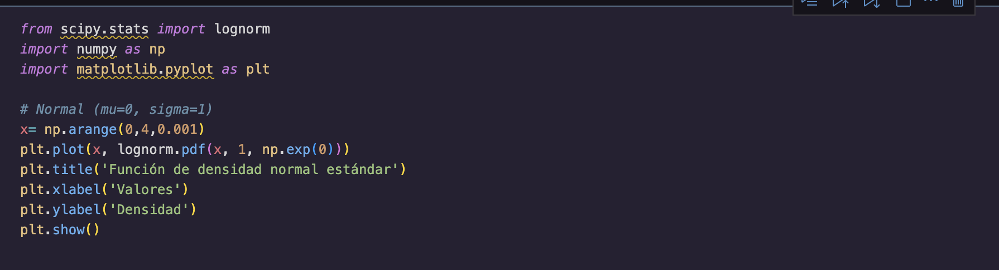 from scipy.stats import lognorm
import numpy as np
import matplotlib.pyplot as plt
# Normal (mu=0, sigma=1)
x= np.arange(0,4,0.001)
plt.plot(x, lognorm.pdf(x, 1, np.exp(0)))
plt.title('Función de densidad normal estándar')
plt.xlabel('Valores')
plt.ylabel('Densidad')
plt.show()